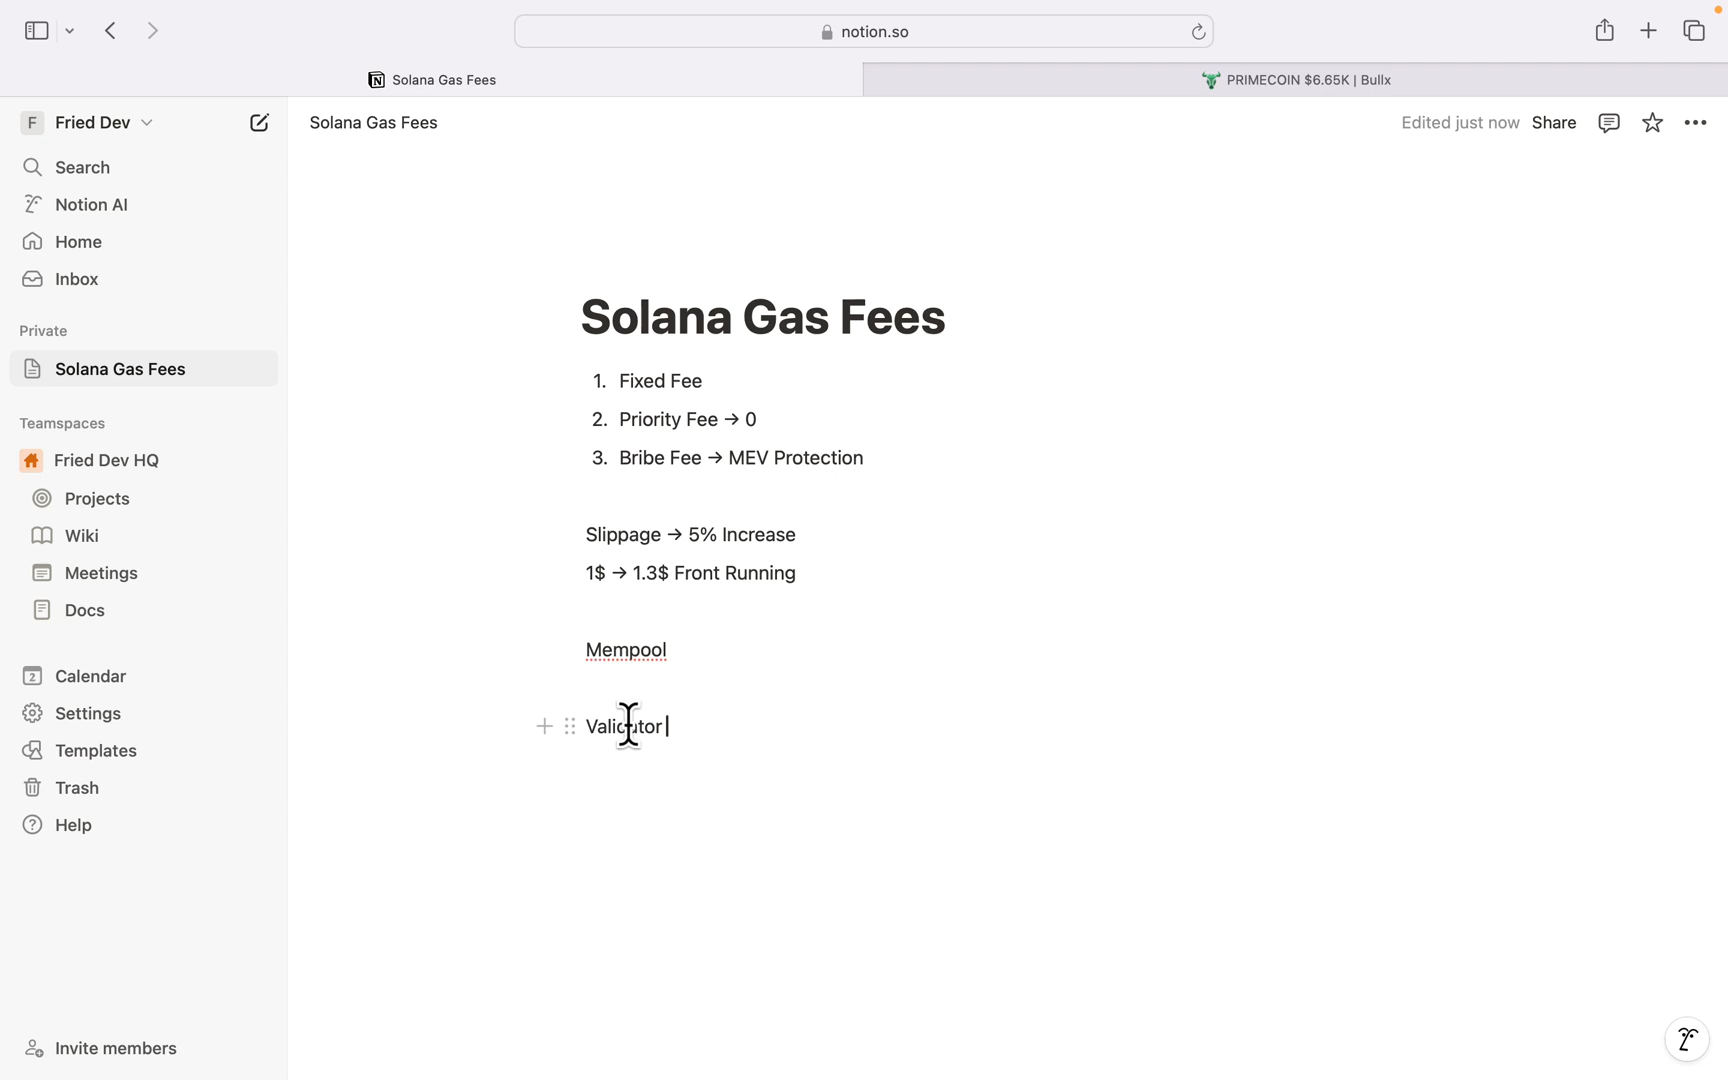 notion.so
Solana Gas Fees
PRIMECOIN $6.65K | Bullx
F Fried Dev
Solana Gas Fees
Edited just now Share
Search
Notion AI
Home
Inbox
Private
Solana Gas Fees
Teamspaces
Fried Dev HQ
Projects
Wiki
Meetings
Docs
2 Calendar
Settings
Templates
Trash
Help
Invite members
Solana Gas Fees
1. Fixed Fee
2. Priority Fee → 0
3. Bribe Fee → MEV Protection
Slippage → 5% Increase
1$ → 1.3$ Front Running
Mempool
Validator